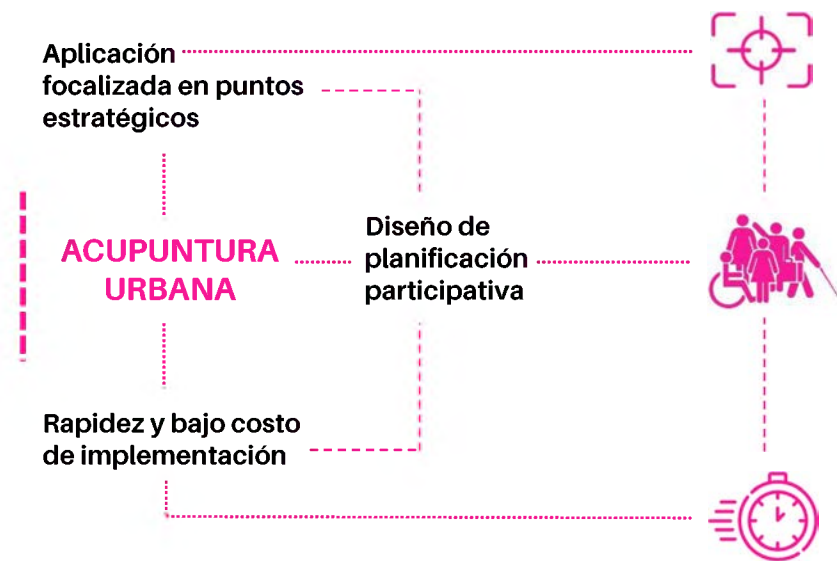 Aplicación
focalizada en puntos
estratégicos
ACUPUNTURA
URBANA
Diseño de
planificación
participativa
Rapidez y bajo costo
de implementación